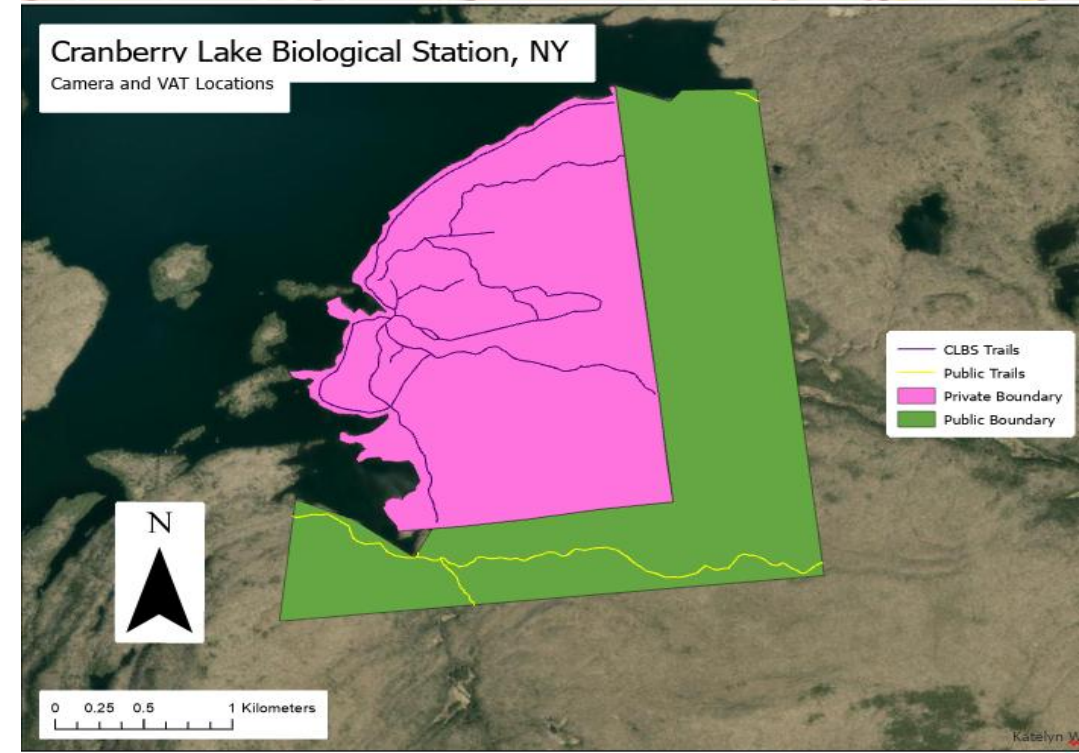 Cranberry Lake Biological Station, NY
Camera and VAT Locations
CLBS Trails
Public Trails
Private Boundary
Public Boundary
N
0 0.25 0.5 1 Kilometers
Katelyn